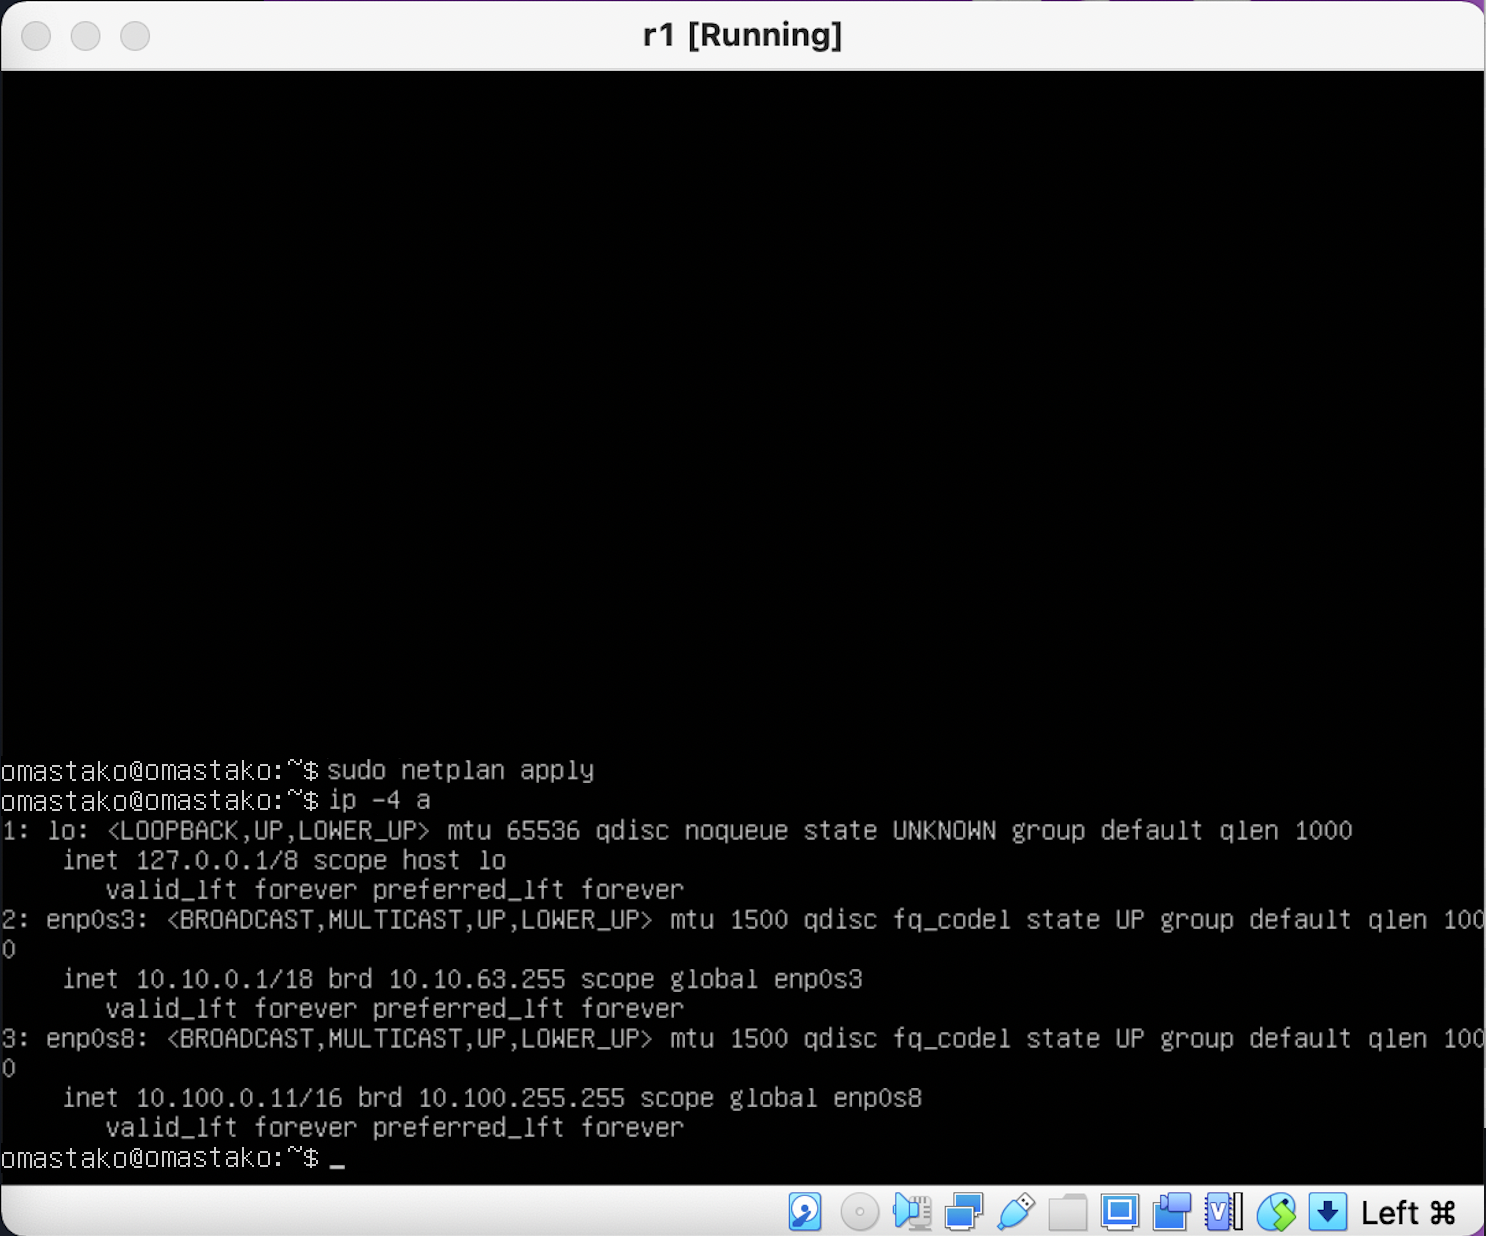 r1 [Running]
omastako@omastako:~$ sudo netplan apply
omastako@omastako:~$ ip -4 a
1: lo: <LOOPBACK,UP,LOWER_UP> mtu 65536 qdisc noqueue state UNKNOWN group default qlen 1000
    inet 127.0.0.1/8 scope host lo
       valid_lft forever preferred_lft forever
2: enp0s3: <BROADCAST,MULTICAST,UP,LOWER_UP> mtu 1500 qdisc fq_codel state UP group default qlen 100
0
    inet 10.10.0.1/18 brd 10.10.63.255 scope global enp0s3
       valid_lft forever preferred_lft forever
3: enp0s8: <BROADCAST,MULTICAST,UP,LOWER_UP> mtu 1500 qdisc fq_codel state UP group default qlen 100
0
    inet 10.100.0.11/16 brd 10.100.255.255 scope global enp0s8
       valid_lft forever preferred_lft forever
omastako@omastako:~$ _
Left ⌘